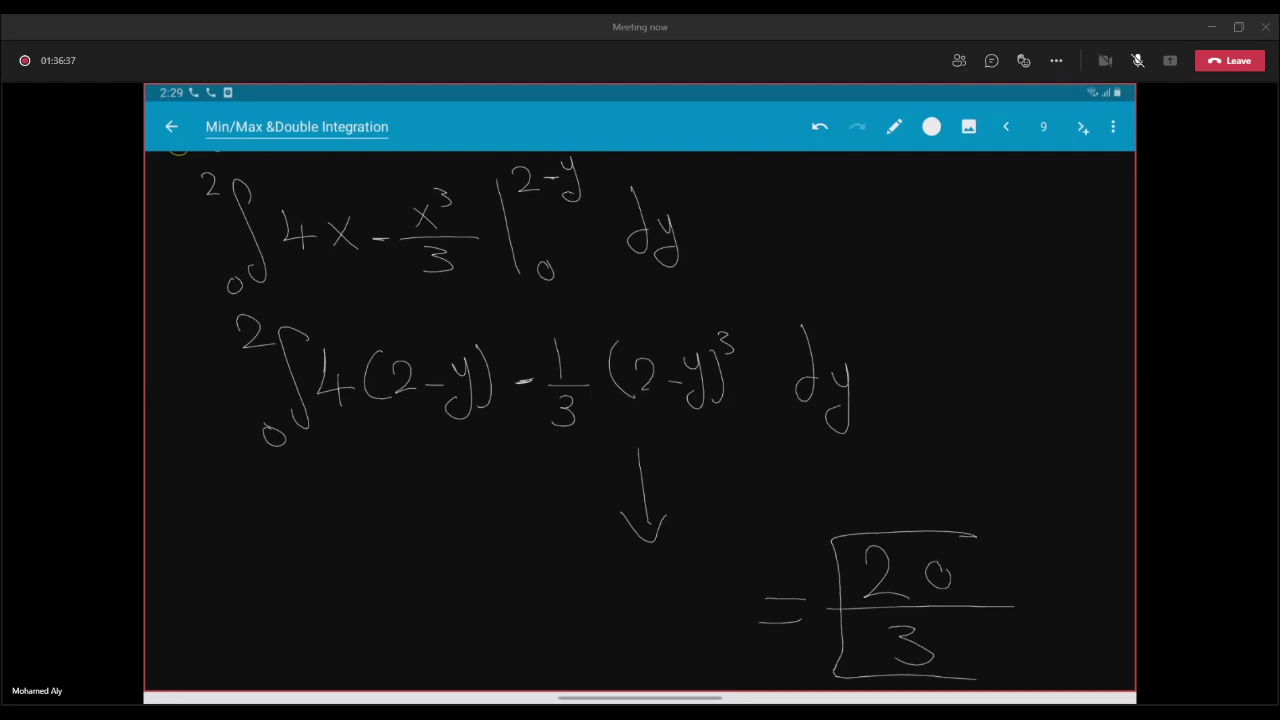 Meeting now
01:36:37
Leave
2:29
Min/Max &Double Integration
9
∫₀² 4x - x³/3 |₀^(2-y) dy
∫₀² 4(2-y) - 1/3 (2-y)³ dy
= 20/3
Mohamed Aly